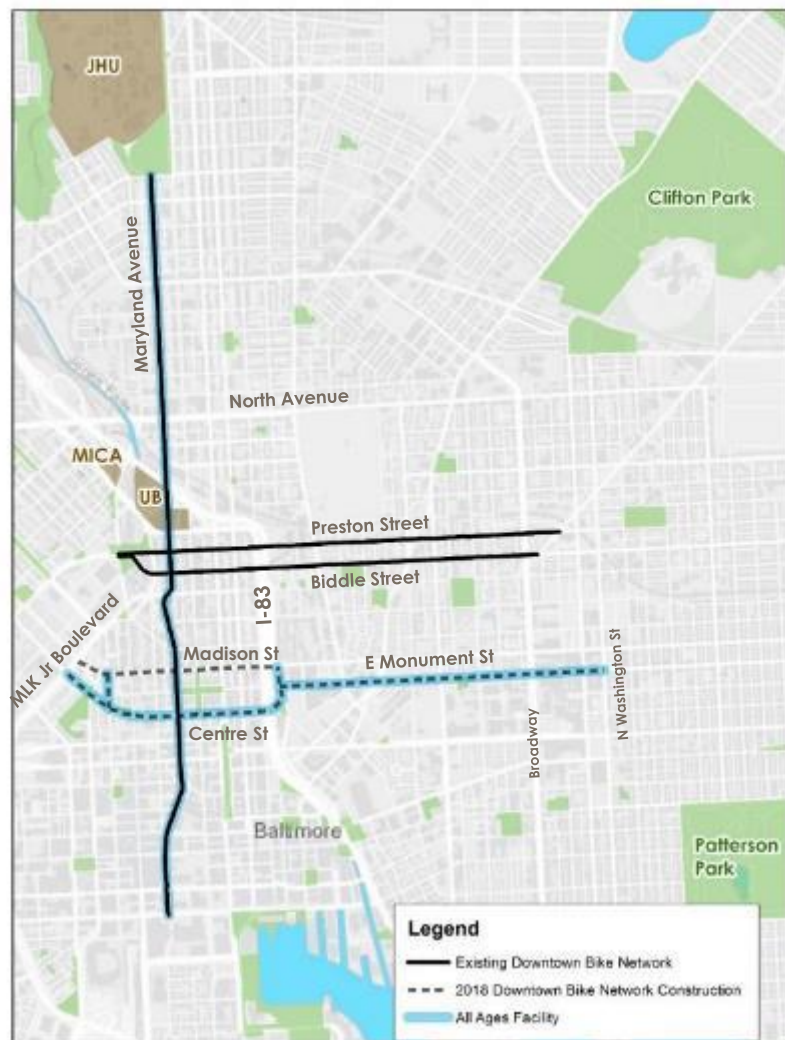 JHU
Clifton Park
Maryland Avenue
North Avenue
MICA
UB
Preston Street
Biddle Street
I-83
MLK Jr Boulevard
Madison St
E Monument St
N Washington St
Centre St
Broadway
Baltimore
Patterson
Park
Legend
Existing Downtown Bike Network
2018 Downtown Bike Network Construction
All Ages Facility